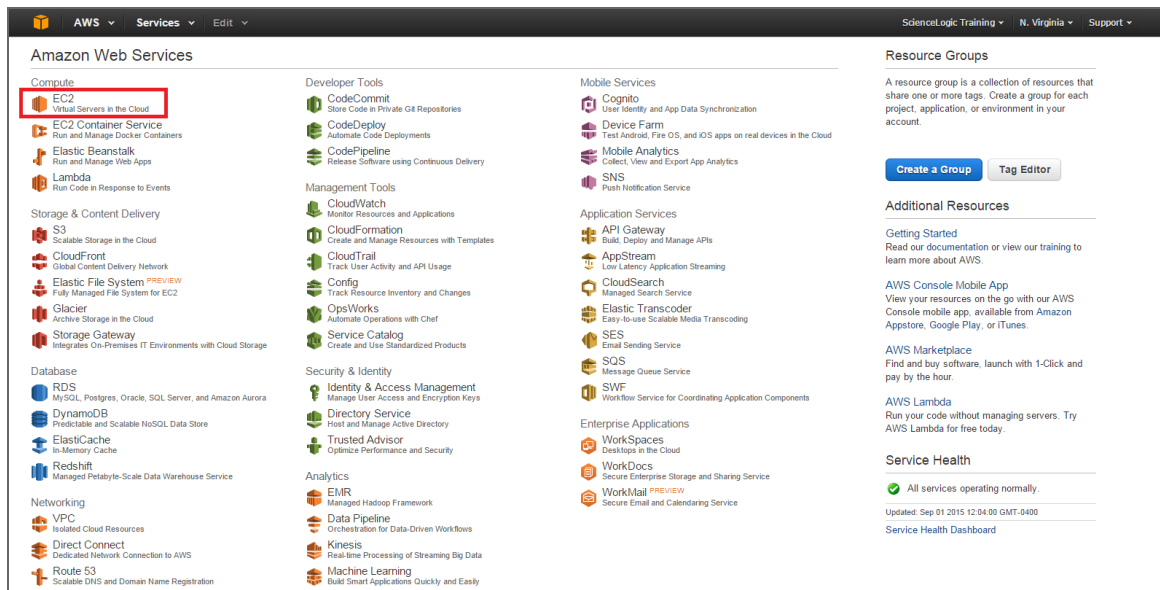 AWS Services Edit ScienceLogic Training N. Virginia Support
Amazon Web Services
Compute
EC2
Virtual Servers in the Cloud
EC2 Container Service
Run and Manage Docker Containers
Elastic Beanstalk
Run and Manage Web Apps
Lambda
Run Code in Response to Events
Storage & Content Delivery
S3
Scalable Storage in the Cloud
CloudFront
Global Content Delivery Network
Elastic File System PREVIEW
Fully Managed File System for EC2
Glacier
Archive Storage in the Cloud
Storage Gateway
Integrates On-Premises IT Environments with Cloud Storage
Database
RDS
MySQL, Postgres, Oracle, SQL Server, and Amazon Aurora
DynamoDB
Predictable and Scalable NoSQL Data Store
ElastiCache
In-Memory Cache
Redshift
Managed Petabyte-Scale Data Warehouse Service
Networking
VPC
Isolated Cloud Resources
Direct Connect
Dedicated Network Connection to AWS
Route 53
Scalable DNS and Domain Name Registration
Developer Tools
CodeCommit
Store Code in Private Git Repositories
CodeDeploy
Automate Code Deployments
CodePipeline
Release Software using Continuous Delivery
Management Tools
CloudWatch
Monitor Resources and Applications
CloudFormation
Create and Manage Resources with Templates
CloudTrail
Track User Activity and API Usage
Config
Track Resource Inventory and Changes
OpsWorks
Automate Operations with Chef
Service Catalog
Create and Use Standardized Products
Security & Identity
Identity & Access Management
Manage User Access and Encryption Keys
Directory Service
Host and Manage Active Directory
Trusted Advisor
Optimize Performance and Security
Analytics
EMR
Managed Hadoop Framework
Data Pipeline
Orchestration for Data-Driven Workflows
Kinesis
Real-time Processing of Streaming Big Data
Machine Learning
Build Smart Applications Quickly and Easily
Mobile Services
Cognito
User Identity and App Data Synchronization
Device Farm
Test Android, Fire OS, and iOS apps on real devices in the Cloud
Mobile Analytics
Collect, View and Export App Analytics
SNS
Push Notification Service
Application Services
API Gateway
Build, Deploy and Manage APIs
AppStream
Low Latency Application Streaming
CloudSearch
Managed Search Service
Elastic Transcoder
Easy-to-use Scalable Media Transcoding
SES
Email Sending Service
SQS
Message Queue Service
SWF
Workflow Service for Coordinating Application Components
Enterprise Applications
WorkSpaces
Desktops in the Cloud
WorkDocs
Secure Enterprise Storage and Sharing Service
WorkMail PREVIEW
Secure Email and Calendaring Service
Resource Groups
A resource group is a collection of resources that
share one or more tags. Create a group for each
project, application, or environment in your
account.
Create a Group Tag Editor
Additional Resources
Getting Started
Read our documentation or view our training to
learn more about AWS.
AWS Console Mobile App
View your resources on the go with our AWS
Console mobile app, available from Amazon
Appstore, Google Play, or iTunes.
AWS Marketplace
Find and buy software, launch with 1-Click and
pay by the hour.
AWS Lambda
Run your code without managing servers. Try
AWS Lambda for free today.
Service Health
All services operating normally.
Updated: Sep 01 2015 12:04:00 GMT-0400
Service Health Dashboard